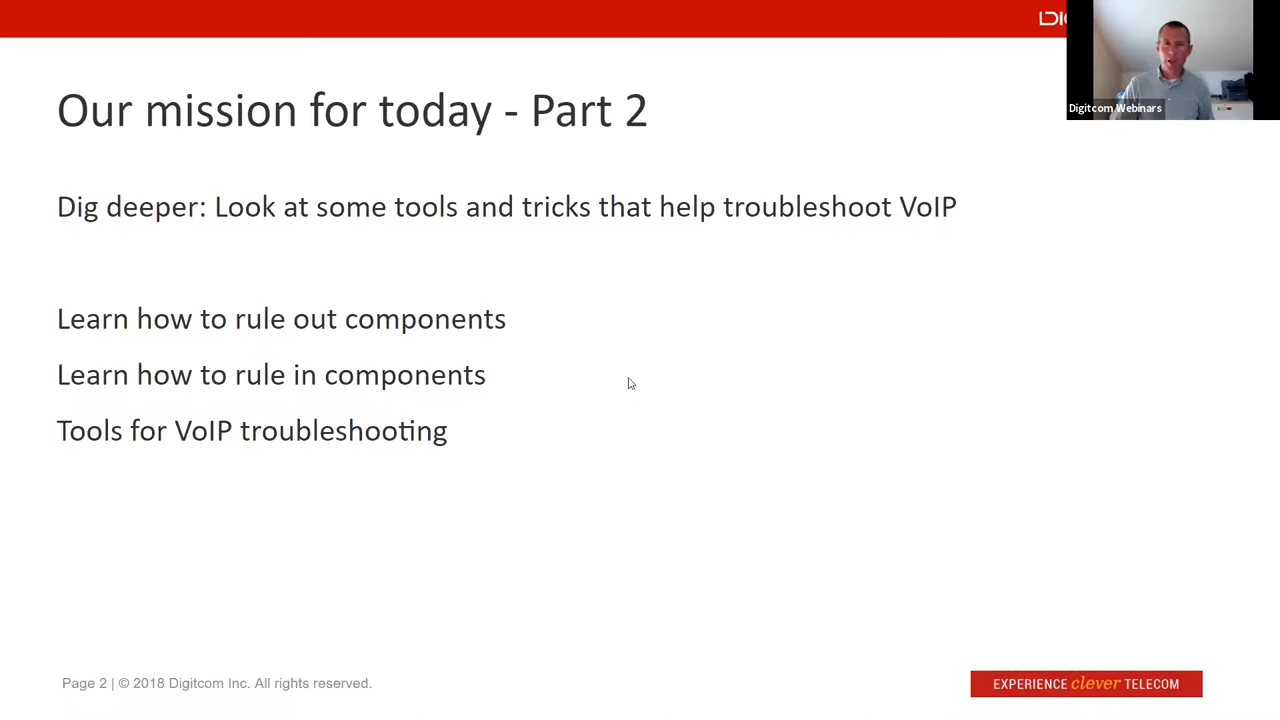 Digitcom Webinars
Our mission for today - Part 2
Dig deeper: Look at some tools and tricks that help troubleshoot VoIP
Learn how to rule out components
Learn how to rule in components
Tools for VoIP troubleshooting
Page 2 | © 2018 Digitcom Inc. All rights reserved.
EXPERIENCE clever TELECOM